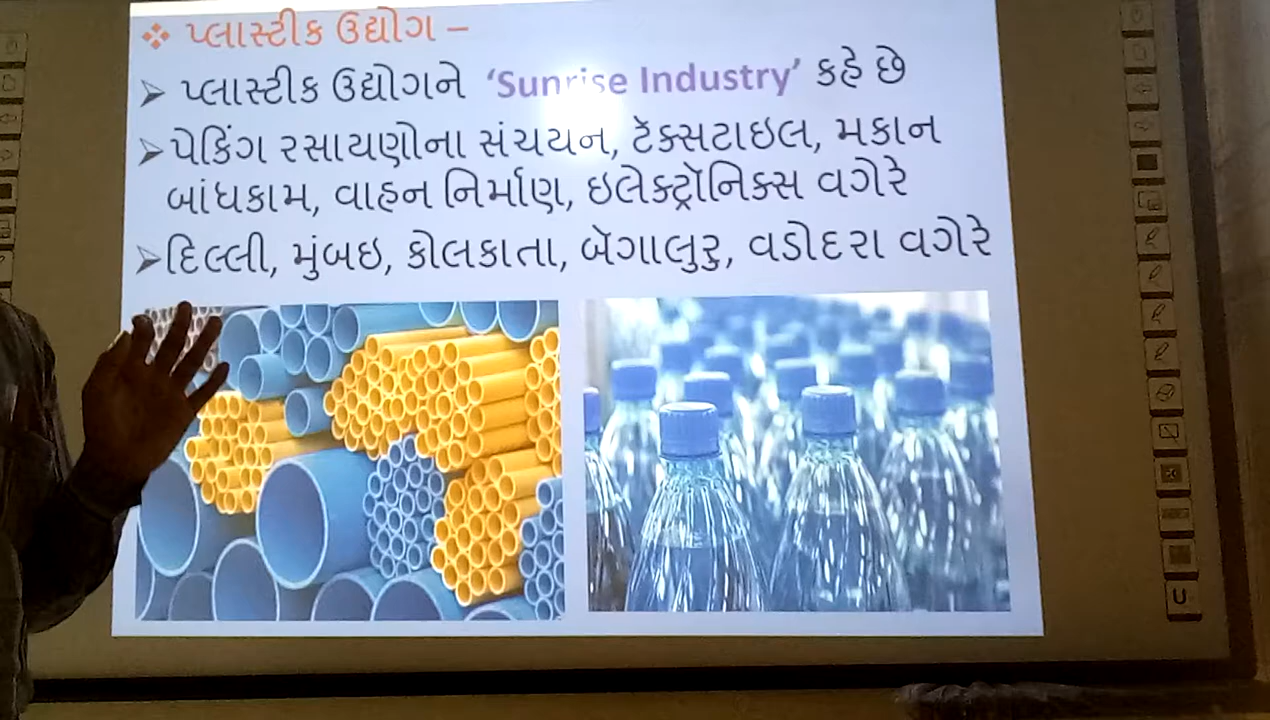 ❖ પ્લાસ્ટીક ઉદ્યોગ –
➢ પ્લાસ્ટીક ઉદ્યોગને ‘Sunrise Industry’ કહે છે
➢ પેકિંગ રસાયણોના સંચયન, ટૅક્સટાઇલ, મકાન
બાંધકામ, વાહન નિર્માણ, ઇલેક્ટ્રૉનિક્સ વગેરે
➢ દિલ્લી, મુંબઇ, કોલકાતા, બૅગાલુરુ, વડોદરા વગેરે